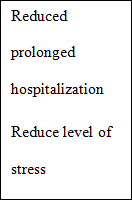 Reduced
prolonged
hospitalization
Reduce level of
stress